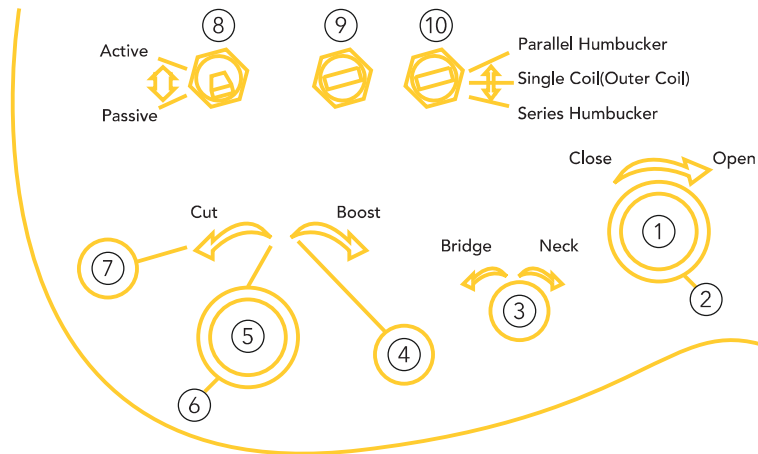 8
9
10
Active
Passive
Parallel Humbucker
Single Coil(Outer Coil)
Series Humbucker
Close
Open
1
2
Cut
Boost
Bridge
Neck
7
5
3
4
6